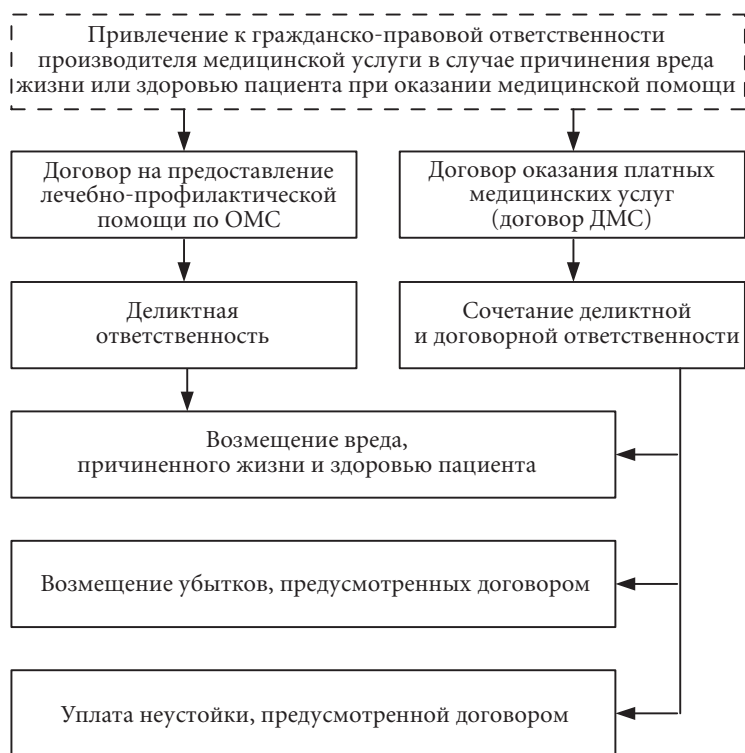 Привлечение к гражданско-правовой ответственности
производителя медицинской услуги в случае причинения вреда
жизни или здоровью пациента при оказании медицинской помощи
Договор на предоставление
лечебно-профилактической
помощи по ОМС
Договор оказания платных
медицинских услуг
(договор ДМС)
Деликтная
ответственность
Сочетание деликтной
и договорной ответственности
Возмещение вреда,
причиненного жизни и здоровью пациента
Возмещение убытков, предусмотренных договором
Уплата неустойки, предусмотренной договором